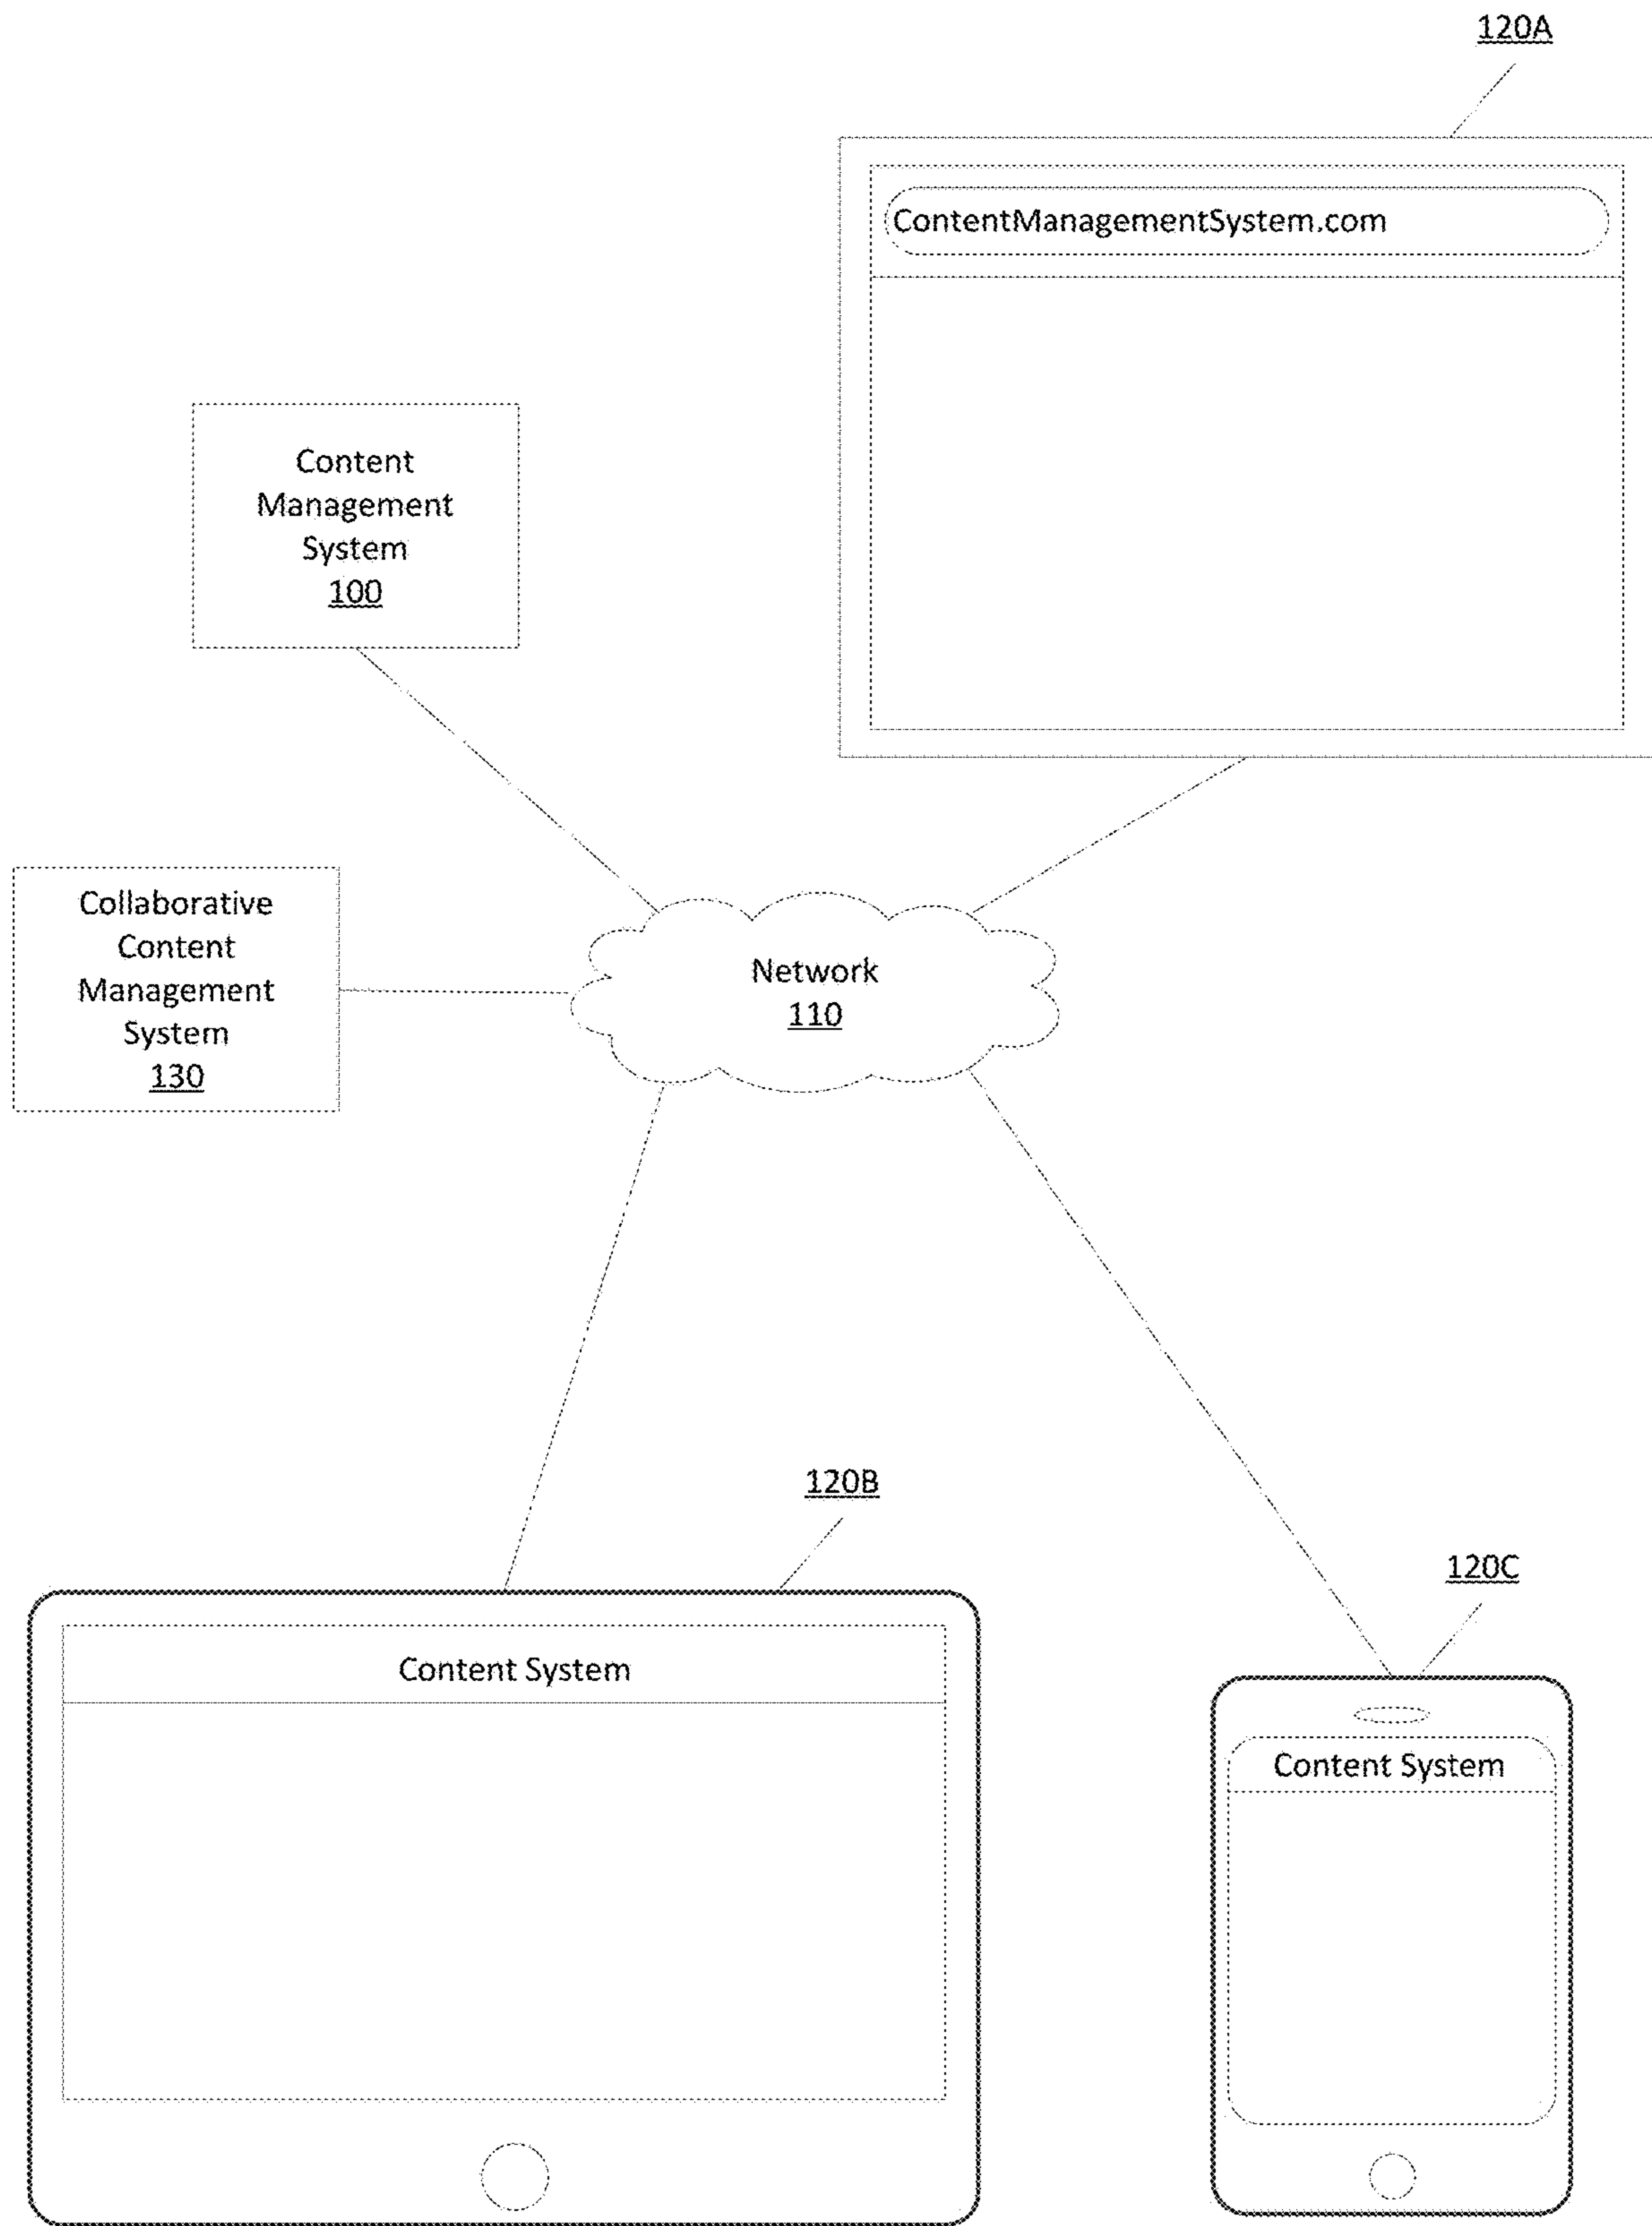 120A
ContentManagementSystem.com
Content
Management
System
100
Collaborative
Content
Management
System
130
Network
110
120B
Content System
120C
Content System